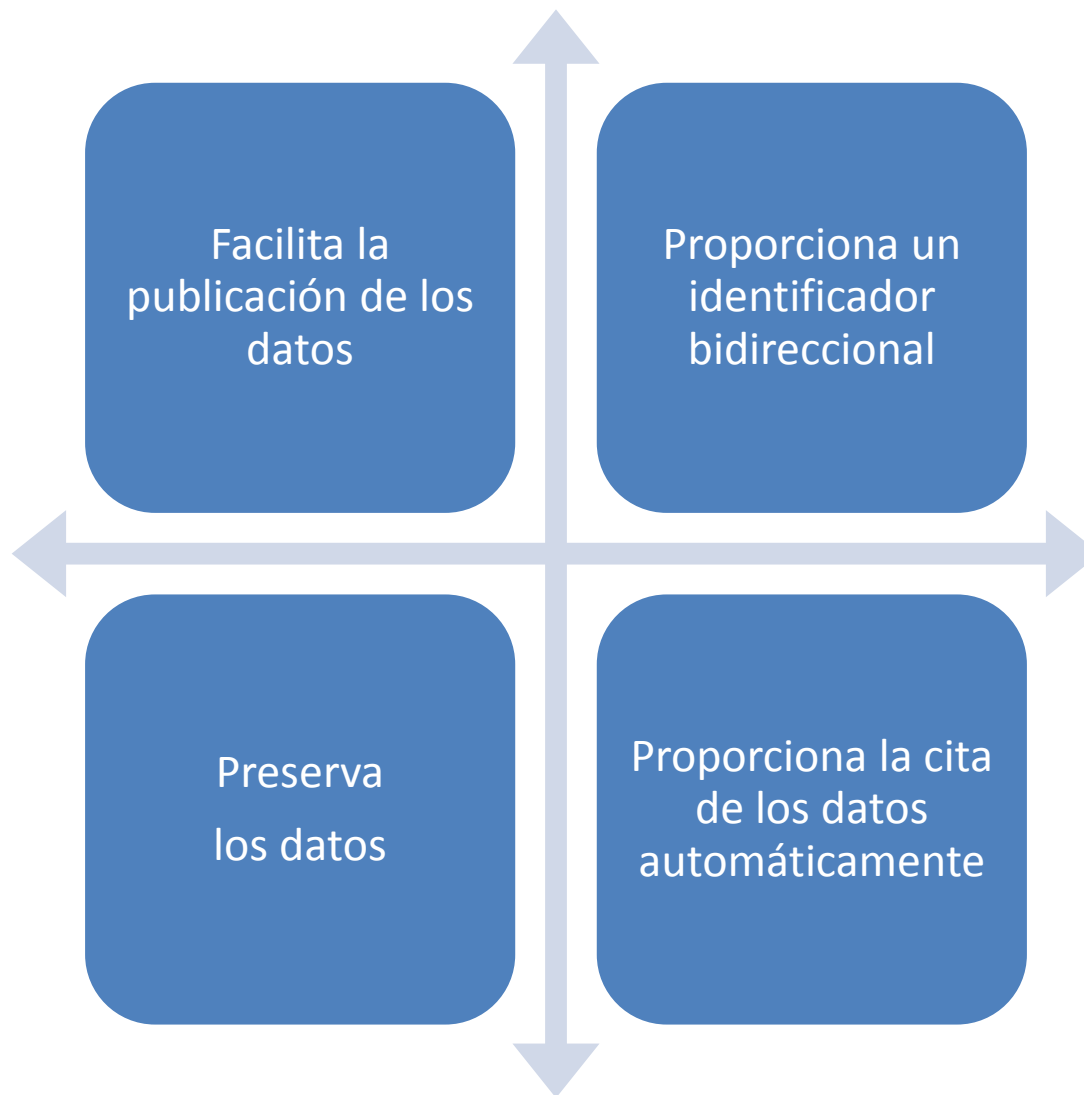 Facilita la
publicación de los
datos
Proporciona un
identificador
bidireccional
Preserva
los datos
Proporciona la cita
de los datos
automáticamente